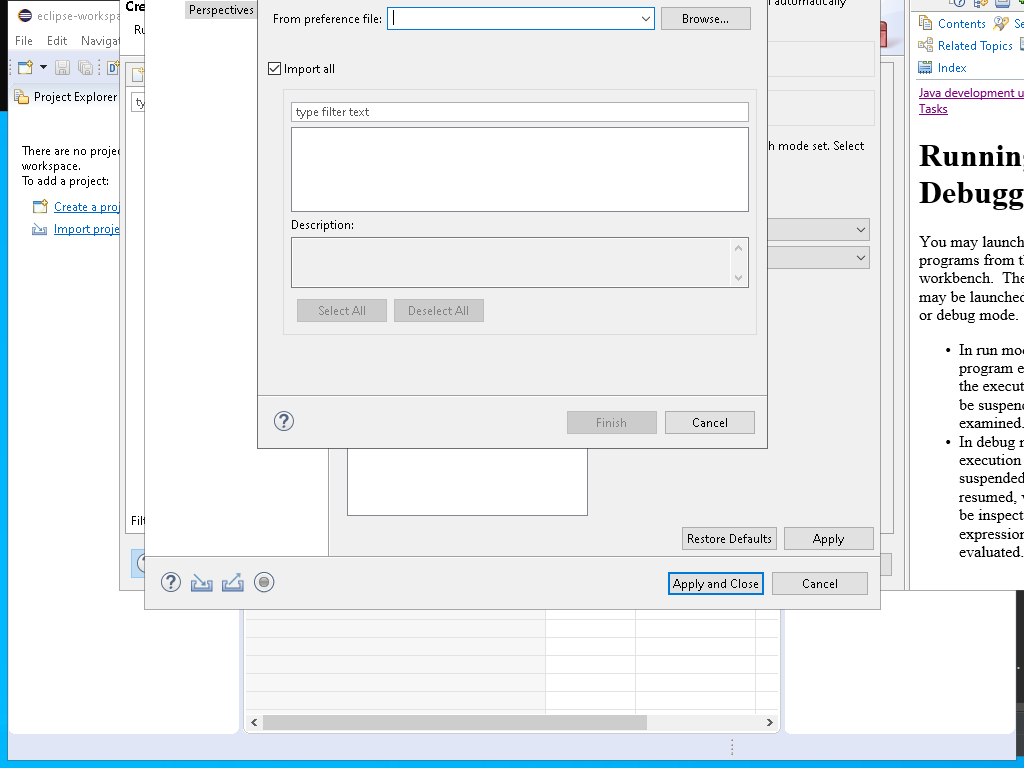 eclipse-workspa
File Edit Navigat
Project Explorer
There are no projec
workspace.
To add a project:
Create a proj
Import proje
Cre
Ru
ty
Filt
Perspectives
From preference file:
Browse...
Import all
type filter text
Description:
Select All
Deselect All
Finish
Cancel
automatically
h mode set. Select
Restore Defaults
Apply
Apply and Close
Cancel
Contents
Se
Related Topics
Index
Java development u
Tasks
Running
Debugg
You may launch
programs from th
workbench. The
may be launched
or debug mode.
• In run mod
program e
the execut
be suspend
examined.
• In debug m
execution
suspended
resumed, v
be inspect
expression
evaluated.